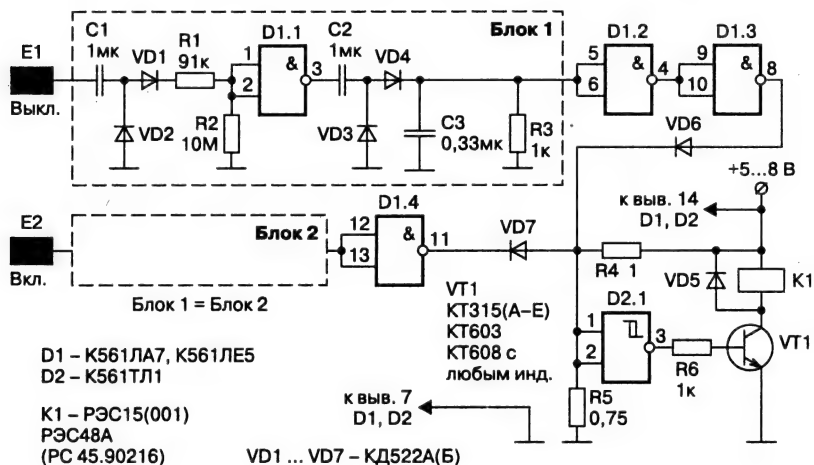 C1
1мк
VD1
R1
91к
D1.1
C2
1мк
VD4
Блок 1
D1.2
D1.3
E1
Выкл.
VD2
R2
10М
1
2
&
3
VD3
C3
0,33мк
R3
1к
5
6
&
4
9
10
&
8
VD6
+5...8 В
E2
Вкл.
Блок 2
D1.4
12
13
&
11
VD7
к выв. 14
D1, D2
R4 1
VD5
K1
Блок 1 = Блок 2
VT1
КТ315(А–Е)
КТ603
КТ608 с
любым инд.
D2.1
1
2
3
R6
1к
VT1
R5
0,75
D1 – К561ЛА7, К561ЛЕ5
D2 – К561ТЛ1
к выв. 7
D1, D2
K1 – РЭС15(001)
РЭС48А
(РС 45.90216)
VD1 ... VD7 – КД522А(Б)